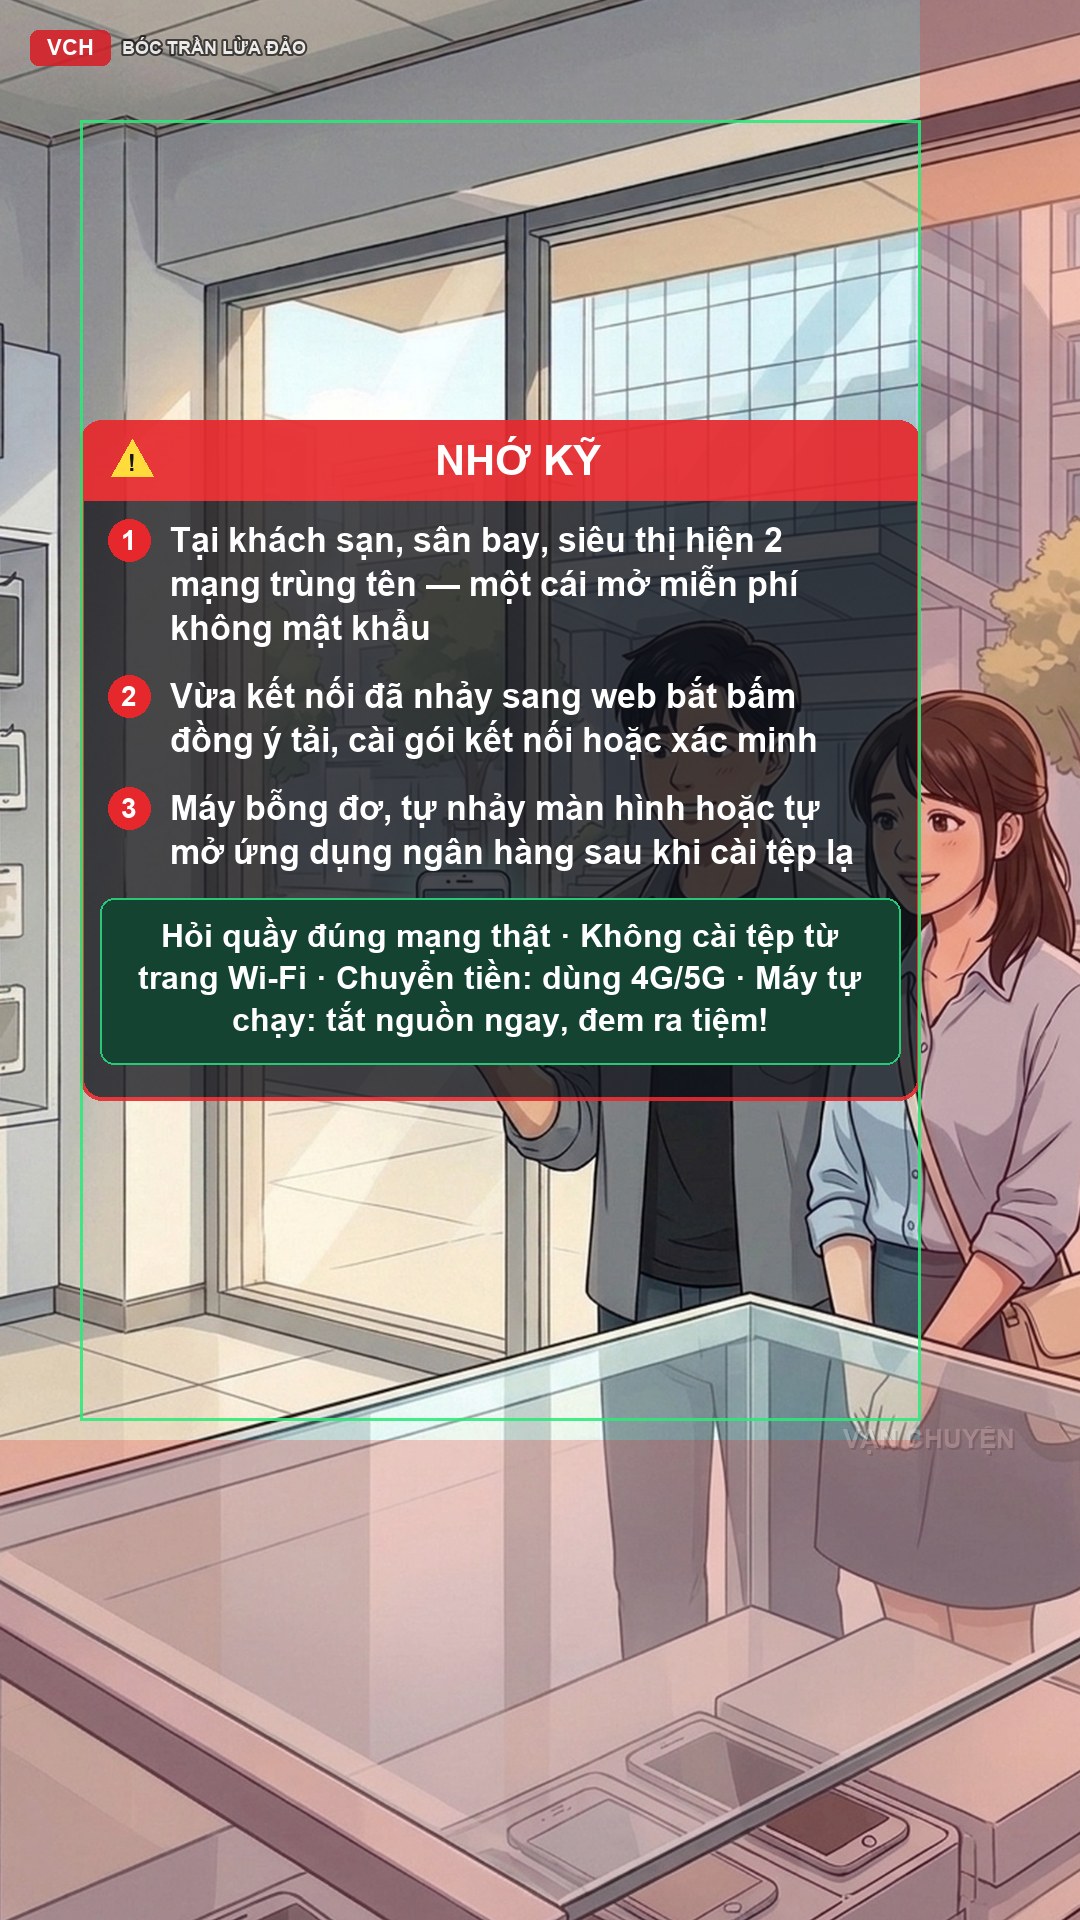 VCH BÓC TRẦN LỪA ĐẢO
NHỚ KỸ
1 Tại khách sạn, sân bay, siêu thị hiện 2
mạng trùng tên — một cái mở miễn phí
không mật khẩu
2 Vừa kết nối đã nhảy sang web bắt bấm
đồng ý tải, cài gói kết nối hoặc xác minh
3 Máy bỗng đơ, tự nhảy màn hình hoặc tự
mở ứng dụng ngân hàng sau khi cài tệp lạ
Hỏi quầy đúng mạng thật · Không cài tệp từ
trang Wi-Fi · Chuyển tiền: dùng 4G/5G · Máy tự
chạy: tắt nguồn ngay, đem ra tiệm!
VẠN CHUYỆN